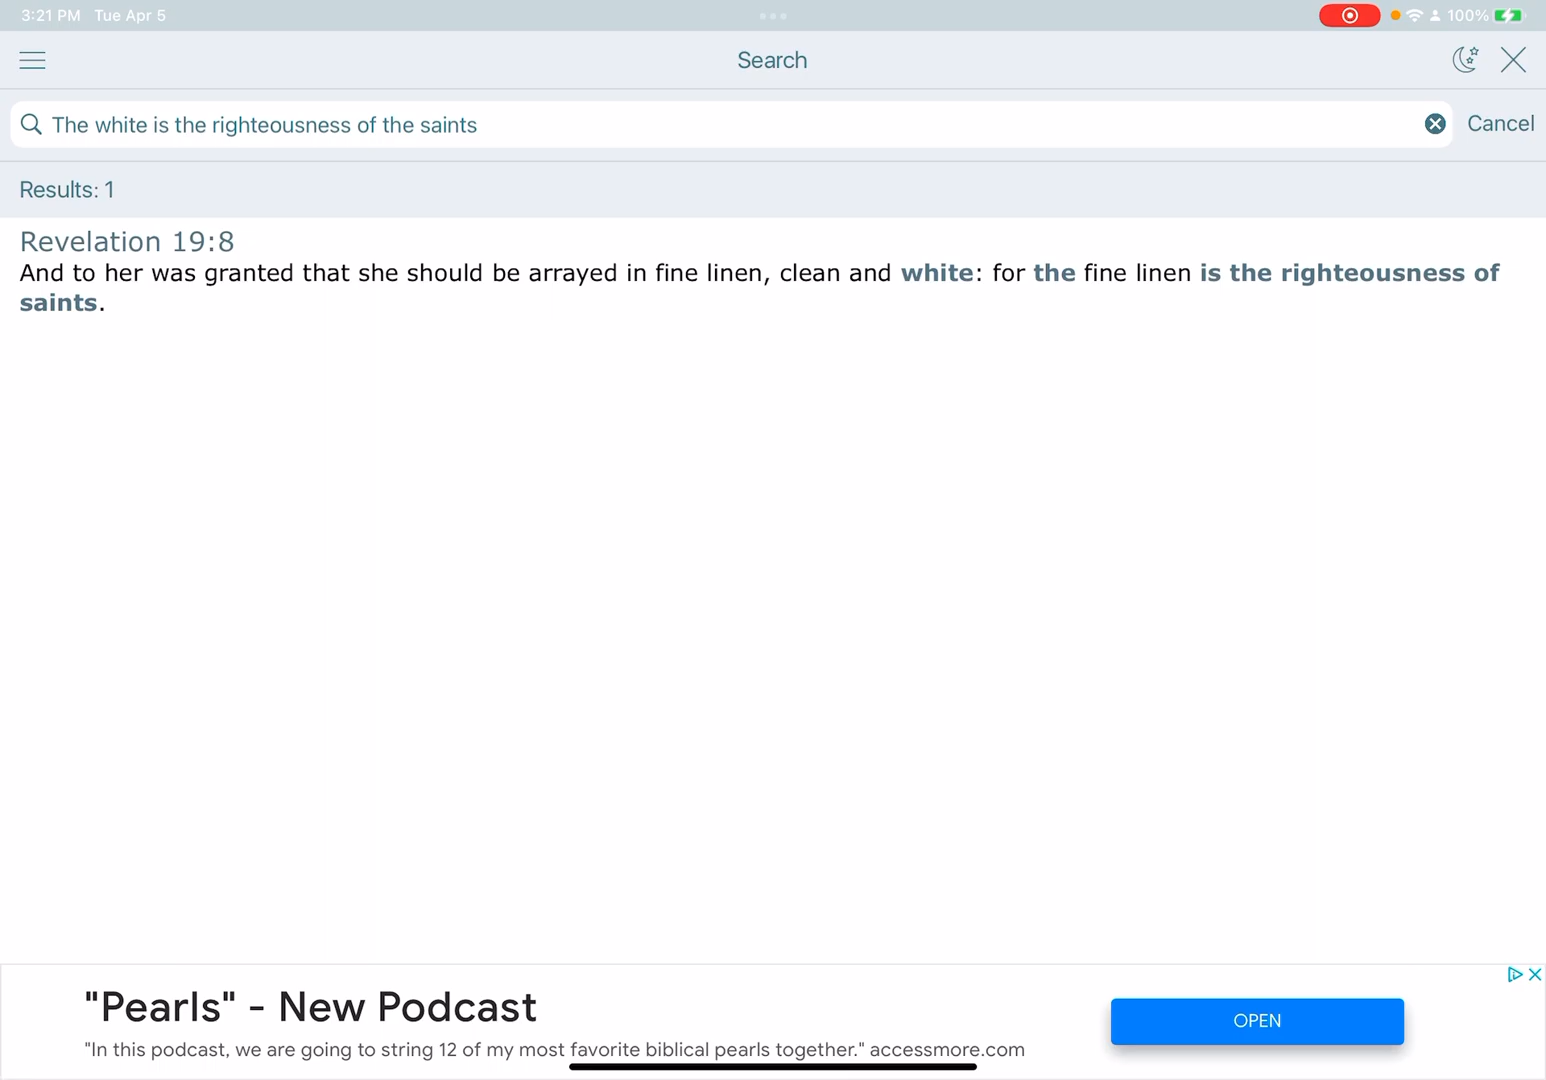 3:21 PM Tue Apr 5
100%
Search
The white is the righteousness of the saints
Cancel
Results: 1
Revelation 19:8
And to her was granted that she should be arrayed in fine linen, clean and white: for the fine linen is the righteousness of
saints.
"Pearls" - New Podcast
"In this podcast, we are going to string 12 of my most favorite biblical pearls together." accessmore.com
OPEN